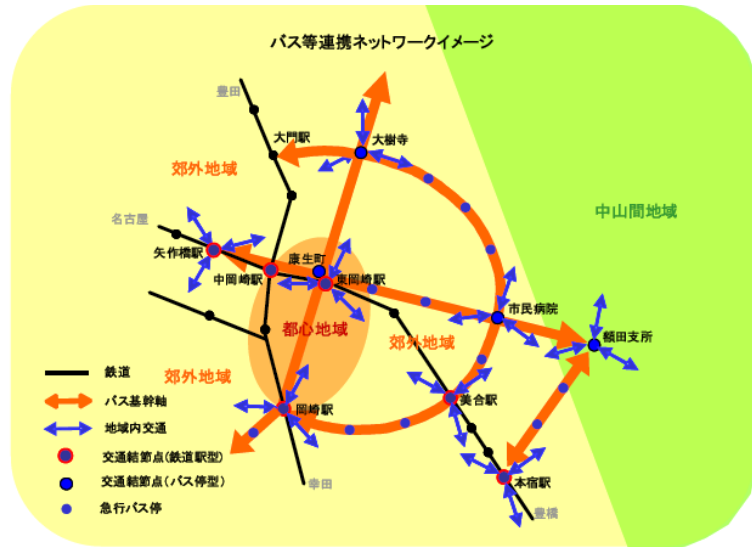 バス等連携ネットワークイメージ
豊田
大門駅
大樹寺
郊外地域
名古屋
矢作橋駅
中岡崎駅
康生町
東岡崎駅
中山間地域
市民病院
額田支所
都心地域
郊外地域
郊外地域
岡崎駅
美合駅
本宿駅
幸田
豊橋
鉄道
バス基幹軸
地域内交通
交通結節点(鉄道駅型)
交通結節点(バス停型)
急行バス停